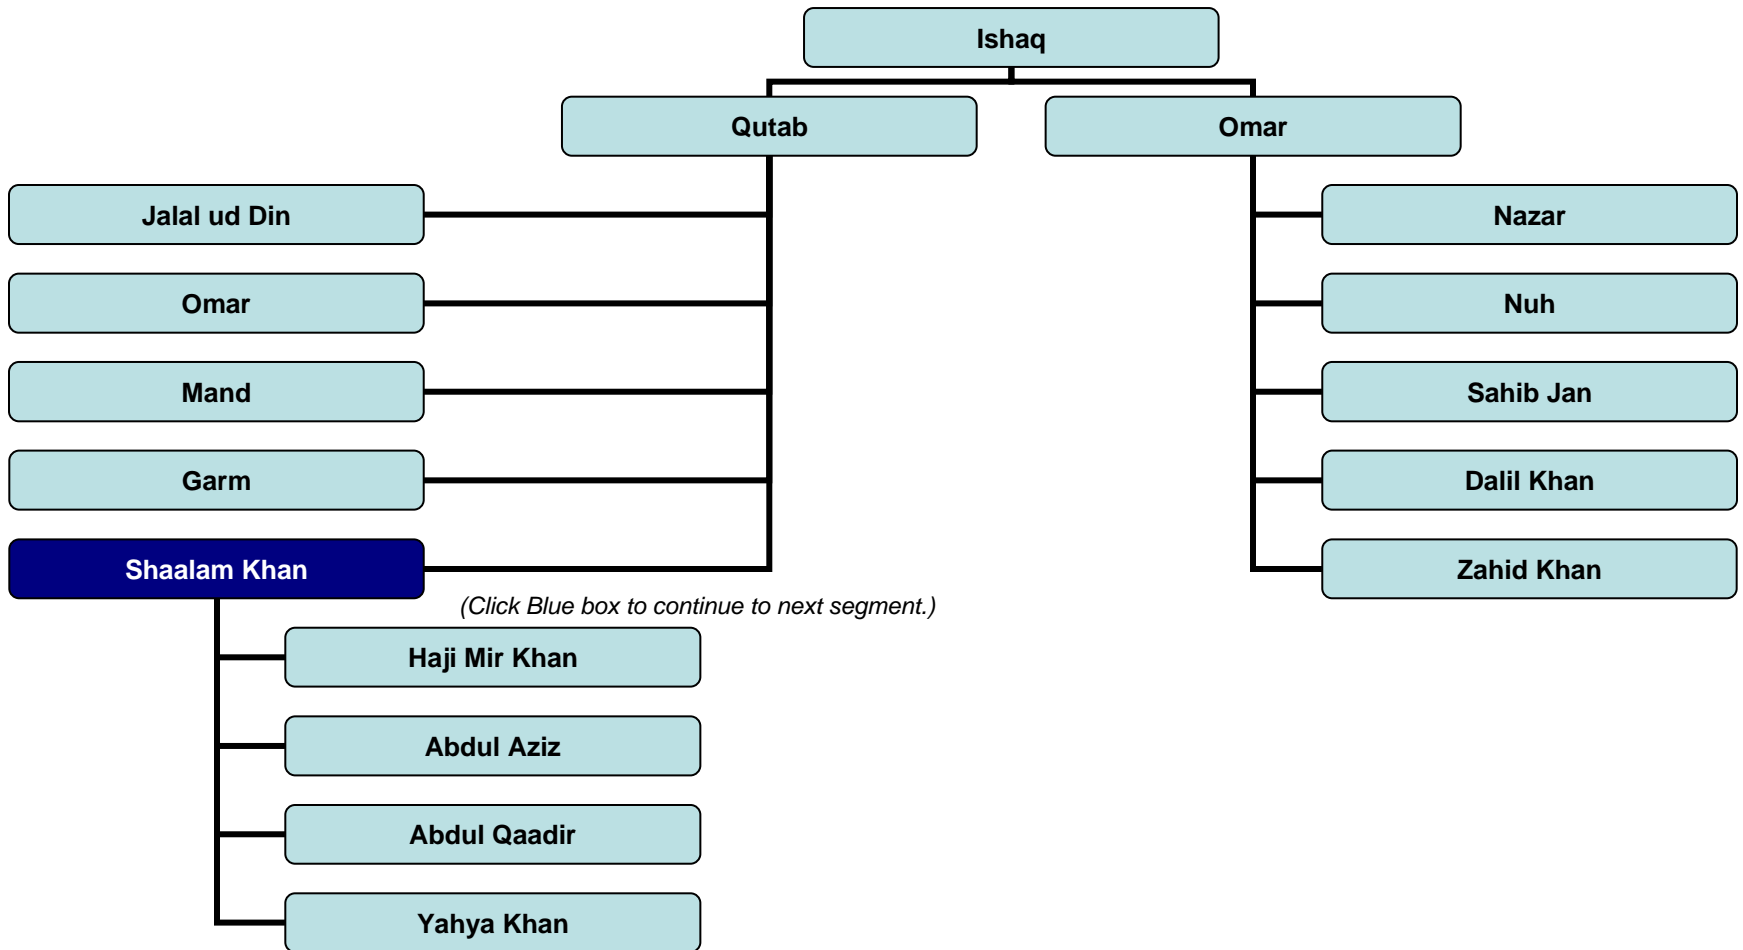 Ishaq
Qutab
Omar
Jalal ud Din
Nazar
Omar
Nuh
Mand
Sahib Jan
Garm
Dalil Khan
Shaalam Khan
Zahid Khan
(Click Blue box to continue to next segment.)
Haji Mir Khan
Abdul Aziz
Abdul Qaadir
Yahya Khan